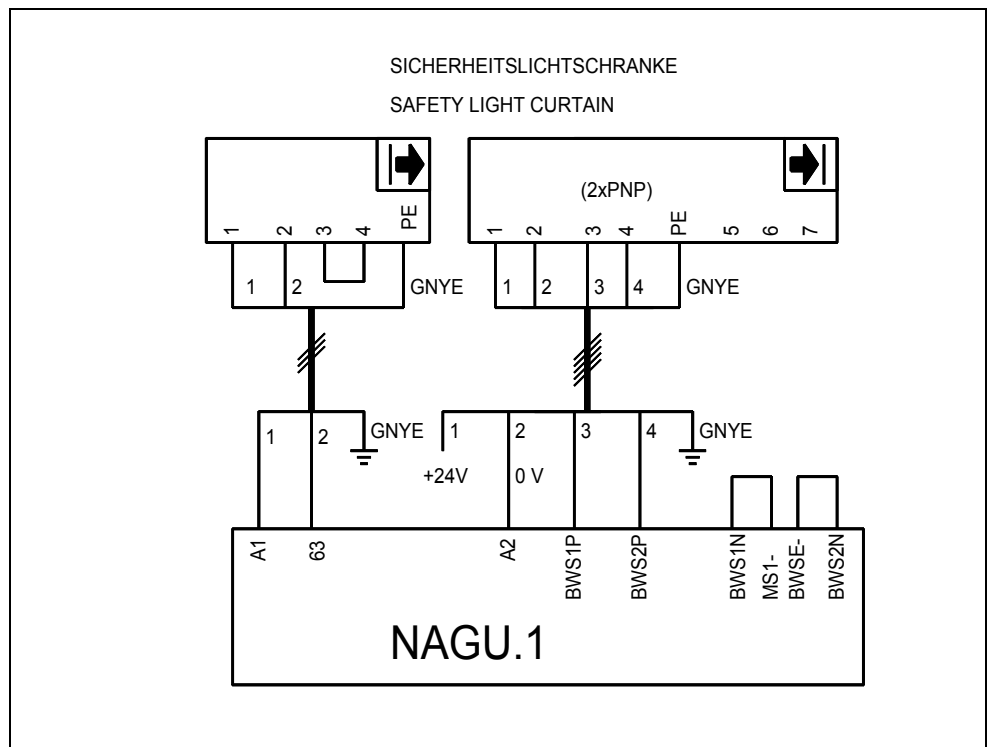 SICHERHEITSLICHTSCHRANKE
SAFETY LIGHT CURTAIN
(2xPNP)
1 2 3 4 PE 1 2 3 4 PE 5 6 7
1 2 GNYE 1 2 3 4 GNYE
1 2 GNYE 1 2 3 4 GNYE
+24V 0 V
A1 63 A2 BWS1P BWS2P BWS1N MS1- BWSE- BWS2N
NAGU.1